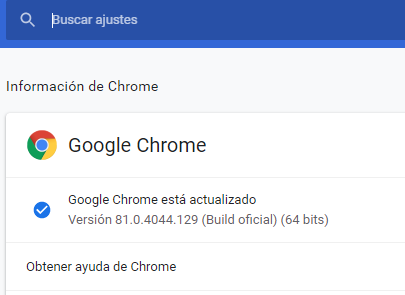 Buscar ajustes
Información de Chrome
Google Chrome
Google Chrome está actualizado
Versión 81.0.4044.129 (Build oficial) (64 bits)
Obtener ayuda de Chrome